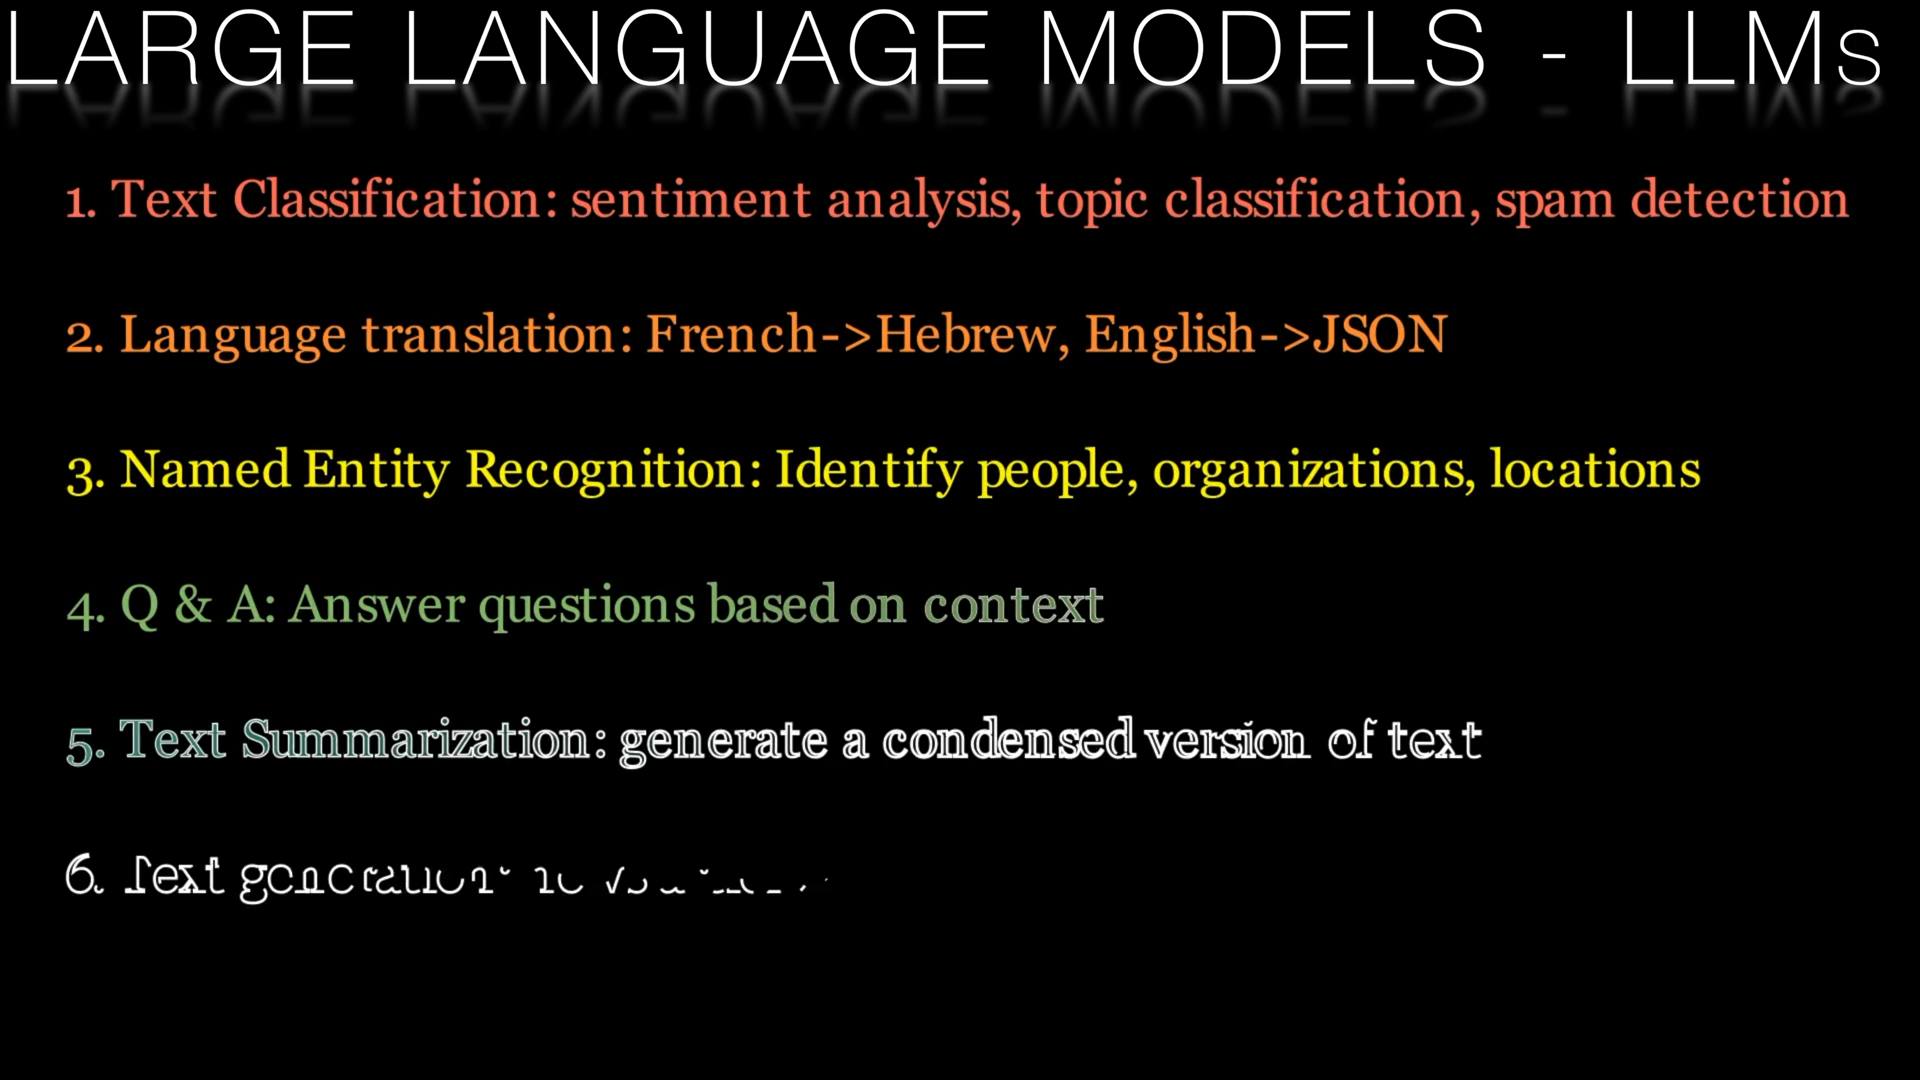 LARGE LANGUAGE MODELS - LLMs
1. Text Classification: sentiment analysis, topic classification, spam detection
2. Language translation: French->Hebrew, English->JSON
3. Named Entity Recognition: Identify people, organizations, locations
4. Q & A: Answer questions based on context
5. Text Summarization: generate a condensed version of text
6. Text generation: